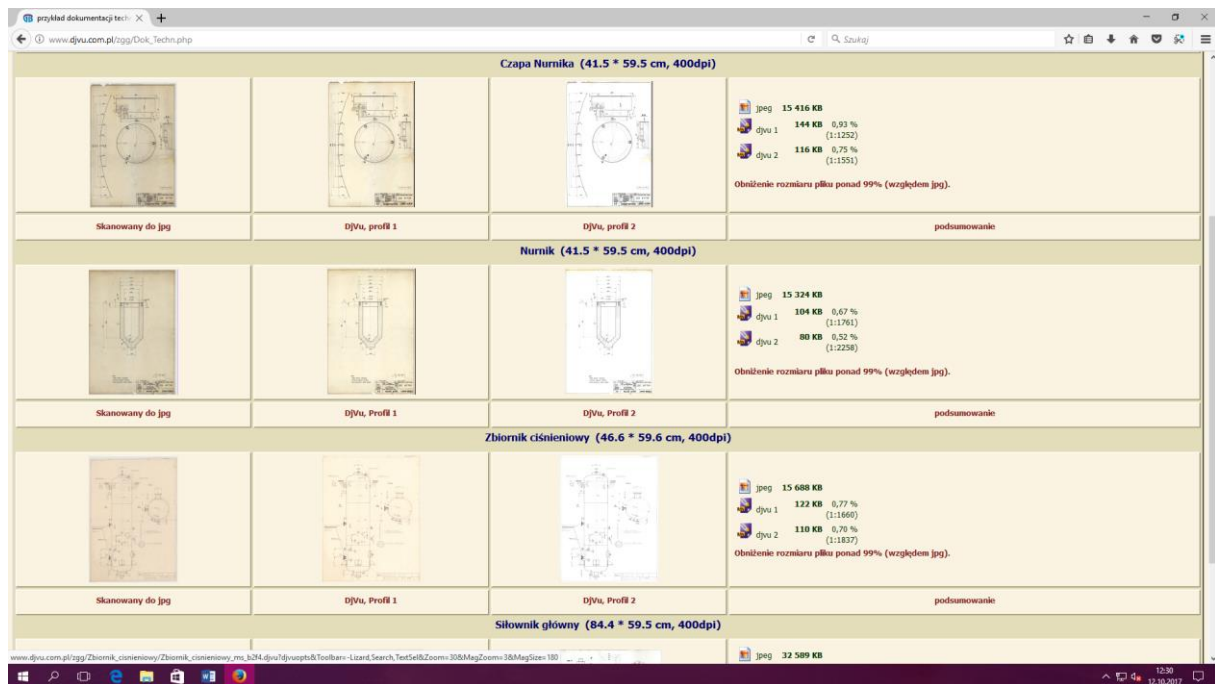 przykład dokumentacji tech
www.djvu.com.pl/zgg/Dok_Techn.php
Szukaj
Czapa Nurnika (41.5 * 59.5 cm, 400dpi)
jpeg 15 416 KB
djvu 1 144 KB 0,93 %
(1:1252)
djvu 2 116 KB 0,75 %
(1:1551)
Obniżenie rozmiaru pliku ponad 99% (względem jpg).
Skanowany do jpg DjVu, profil 1 DjVu, profil 2 podsumowanie
Nurnik (41.5 * 59.5 cm, 400dpi)
jpeg 15 324 KB
djvu 1 104 KB 0,67 %
(1:1761)
djvu 2 80 KB 0,52 %
(1:2258)
Obniżenie rozmiaru pliku ponad 99% (względem jpg).
Skanowany do jpg DjVu, Profil 1 DjVu, Profil 2 podsumowanie
Zbiornik ciśnieniowy (46.6 * 59.6 cm, 400dpi)
jpeg 15 688 KB
djvu 1 122 KB 0,77 %
(1:1660)
djvu 2 110 KB 0,70 %
(1:1837)
Obniżenie rozmiaru pliku ponad 99% (względem jpg).
Skanowany do jpg DjVu, Profil 1 DjVu, Profil 2 podsumowanie
Siłownik główny (84.4 * 59.5 cm, 400dpi)
jpeg 32 589 KB
www.djvu.com.pl/zgg/Zbiornik_cisnieniowy/Zbiornik_cisnieniowy_ms_b2f4.djvu?djvuopts&Toolbar=-Lizard,Search,TextSel&Zoom=30&MagZoom=3&MagSize=180
12:30
12.10.2017